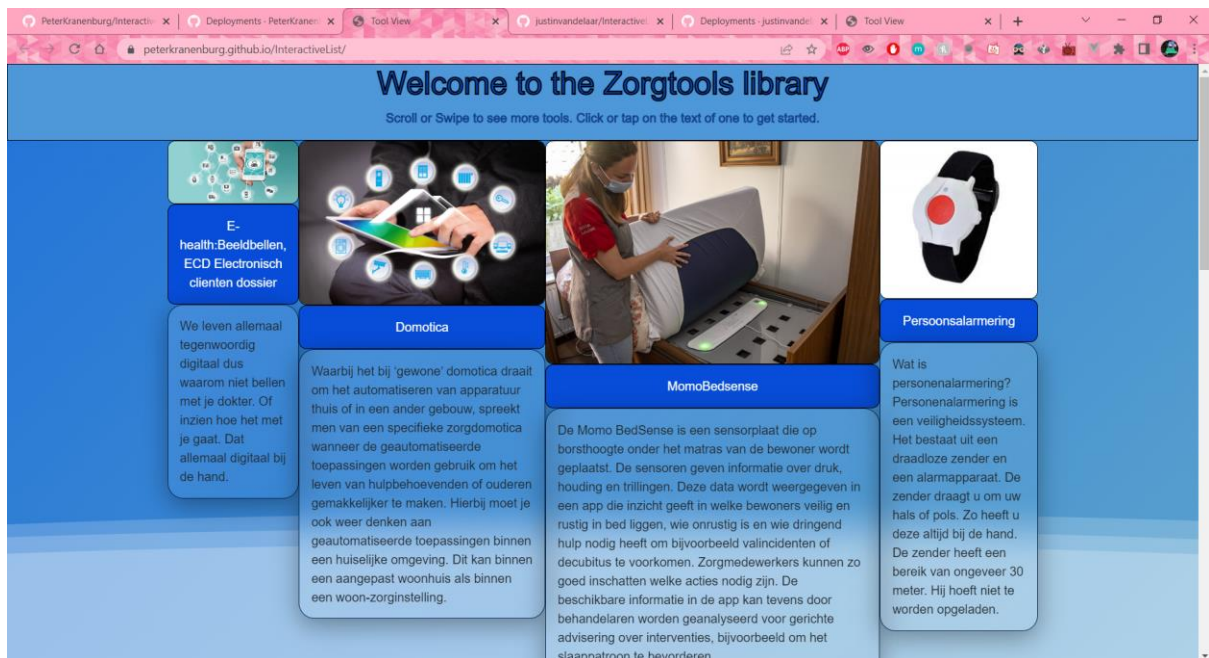 PeterKranenburg/Interactiv
Deployments · PeterKranen
Tool View
justinvandelaar/InteractiveL
Deployments · justinvandel
Tool View
peterkranenburg.github.io/InteractiveList/
ABP
Welcome to the Zorgtools library
Scroll or Swipe to see more tools. Click or tap on the text of one to get started.
E-
health:Beeldbellen,
ECD Electronisch
clienten dossier
We leven allemaal
tegenwoordig
digitaal dus
waarom niet bellen
met je dokter. Of
inzien hoe het met
je gaat. Dat
allemaal digitaal bij
de hand.
Domotica
Waarbij het bij ‘gewone’ domotica draait
om het automatiseren van apparatuur
thuis of in een ander gebouw, spreekt
men van een specifieke zorgdomotica
wanneer de geautomatiseerde
toepassingen worden gebruik om het
leven van hulpbehoevenden of ouderen
gemakkelijker te maken. Hierbij moet je
ook weer denken aan
geautomatiseerde toepassingen binnen
een huiselijke omgeving. Dit kan binnen
een aangepast woonhuis als binnen
een woon-zorginstelling.
MomoBedsense
De Momo BedSense is een sensorplaat die op
borsthoogte onder het matras van de bewoner wordt
geplaatst. De sensoren geven informatie over druk,
houding en trillingen. Deze data wordt weergegeven in
een app die inzicht geeft in welke bewoners veilig en
rustig in bed liggen, wie onrustig is en wie dringend
hulp nodig heeft om bijvoorbeeld valincidenten of
decubitus te voorkomen. Zorgmedewerkers kunnen zo
goed inschatten welke acties nodig zijn. De
beschikbare informatie in de app kan tevens door
behandelaren worden geanalyseerd voor gerichte
advisering over interventies, bijvoorbeeld om het
slaappatroon te bevorderen.
Persoonsalarmering
Wat is
personenalarmering?
Personenalarmering is
een veiligheidssysteem.
Het bestaat uit een
draadloze zender en
een alarmapparaat. De
zender draagt u om uw
hals of pols. Zo heeft u
deze altijd bij de hand.
De zender heeft een
bereik van ongeveer 30
meter. Hij hoeft niet te
worden opgeladen.